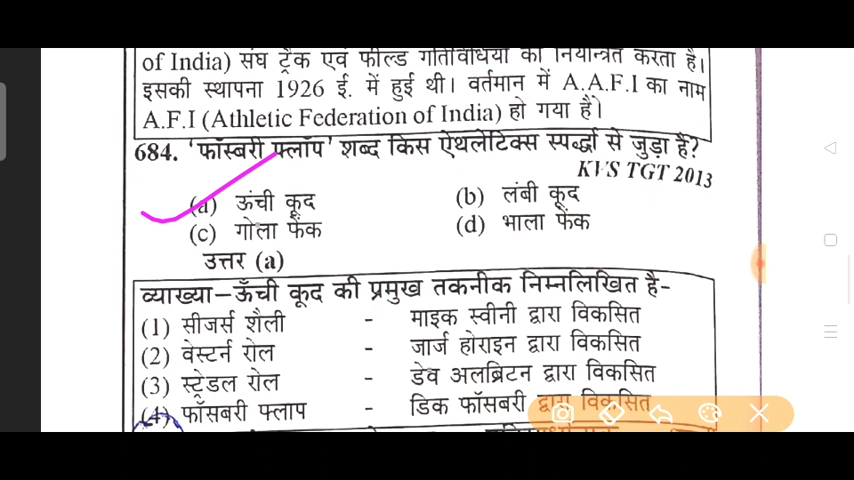 of India) संघ ट्रैक एवं फील्ड गतिविधियों को नियन्त्रित करता है।
इसकी स्थापना 1926 ई. में हुई थी। वर्तमान में A.A.F.I का नाम
A.F.I (Athletic Federation of India) हो गया है।
684. 'फॉस्बरी फ्लॉप' शब्द किस ऐथलेटिक्स स्पर्द्धा से जुड़ा है?
KVS TGT 2013
(a) ऊंची कूद
(b) लंबी कूद
(c) गोला फेंक
(d) भाला फेंक
उत्तर (a)
व्याख्या–ऊँची कूद की प्रमुख तकनीक निम्नलिखित है-
(1) सीजर्स शैली - माइक स्वीनी द्वारा विकसित
(2) वेस्टर्न रोल - जार्ज होराइन द्वारा विकसित
(3) स्ट्रेडल रोल - डेव अलब्रिटन द्वारा विकसित
(4) फॉसबरी फ्लाप - डिक फॉसबरी द्वारा विकसित